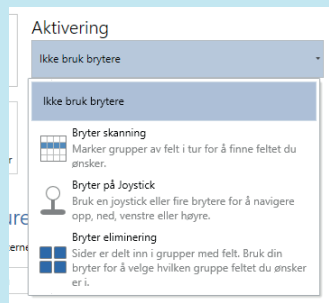 Aktivering
Ikke bruk brytere
Ikke bruk brytere
Bryter skanning
Marker grupper av felt i tur for å finne feltet du
ønsker.
Bryter på Joystick
Bruk en joystick eller fire brytere for å navigere
opp, ned, venstre eller høyre.
Bryter eliminering
Sider er delt inn i grupper med felt. Bruk din
bryter for å velge hvilken gruppe feltet du ønsker
er i.